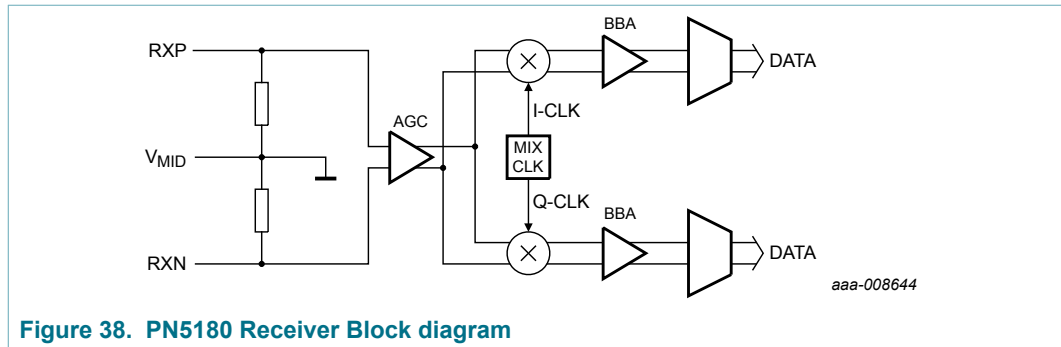 BBA
RXP
DATA
I-CLK
AGC
MIX
CLK
VMID
Q-CLK
BBA
RXN
DATA
aaa-008644
Figure 38. PN5180 Receiver Block diagram